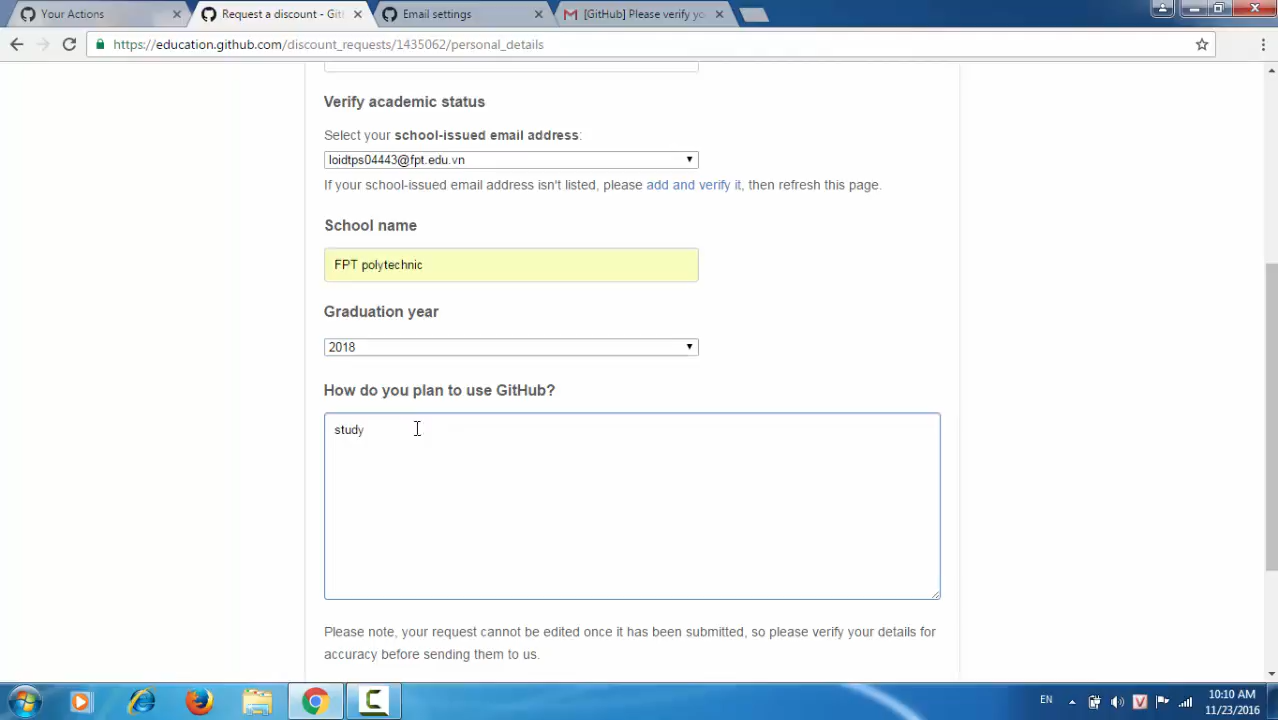 Your Actions
Request a discount - Gitl
Email settings
[GitHub] Please verify yo
https://education.github.com/discount_requests/1435062/personal_details
Verify academic status
Select your school-issued email address:
loidtps04443@fpt.edu.vn
If your school-issued email address isn't listed, please add and verify it, then refresh this page.
School name
FPT polytechnic
Graduation year
2018
How do you plan to use GitHub?
study
Please note, your request cannot be edited once it has been submitted, so please verify your details for
accuracy before sending them to us.
EN
10:10 AM
11/23/2016